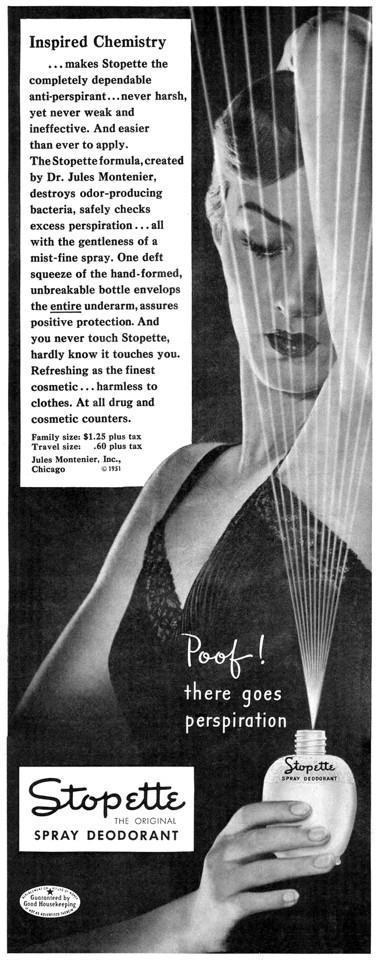 Inspired Chemistry
...makes Stopette the
completely dependable
anti-perspirant...never harsh,
yet never weak and
ineffective. And easier
than ever to apply.
The Stopette formula, created
by Dr. Jules Montenier,
destroys odor-producing
bacteria, safely checks
excess perspiration...all
with the gentleness of a
mist-fine spray. One deft
squeeze of the hand-formed,
unbreakable bottle envelops
the entire underarm, assures
positive protection. And
you never touch Stopette,
hardly know it touches you.
Refreshing as the finest
cosmetic...harmless to
clothes. At all drug and
cosmetic counters.
Family size: $1.25 plus tax
Travel size: .60 plus tax
Jules Montenier, Inc.,
Chicago © 1951
Poof!
there goes
perspiration
Stopette
SPRAY DEODORANT
Stopette
THE ORIGINAL
SPRAY DEODORANT
Guaranteed by
Good Housekeeping